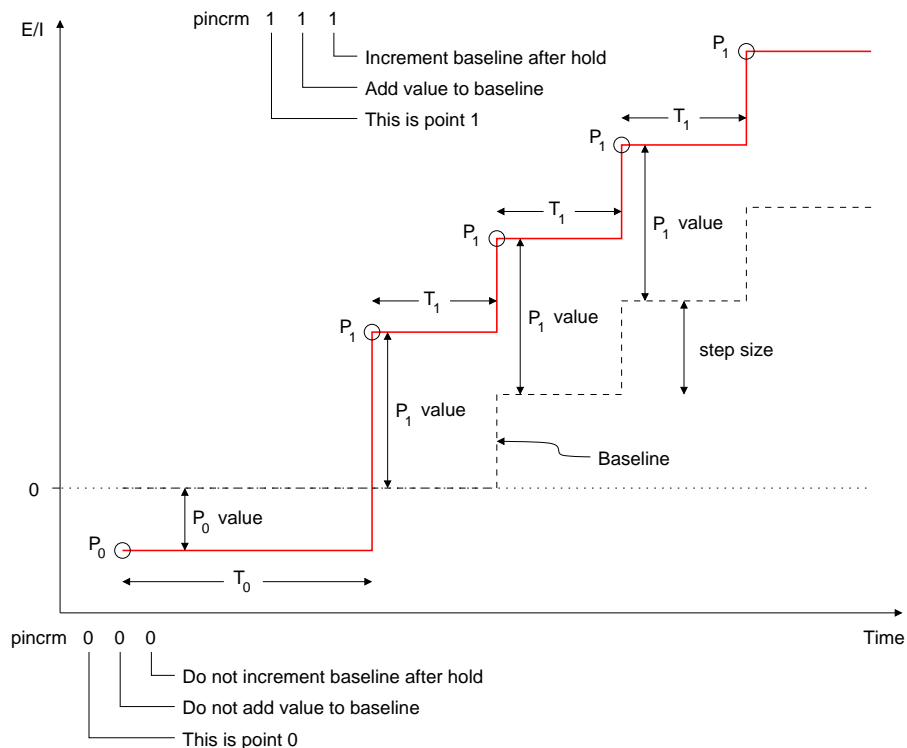 pincrm 1 1 1
E/I
Increment baseline after hold
Add value to baseline
This is point 1
P1
T1
P1
T1
P1
P1 value
T1
P1
P1 value
step size
P1 value
Baseline
0
P0 value
P0
T0
pincrm 0 0 0
Time
Do not increment baseline after hold
Do not add value to baseline
This is point 0